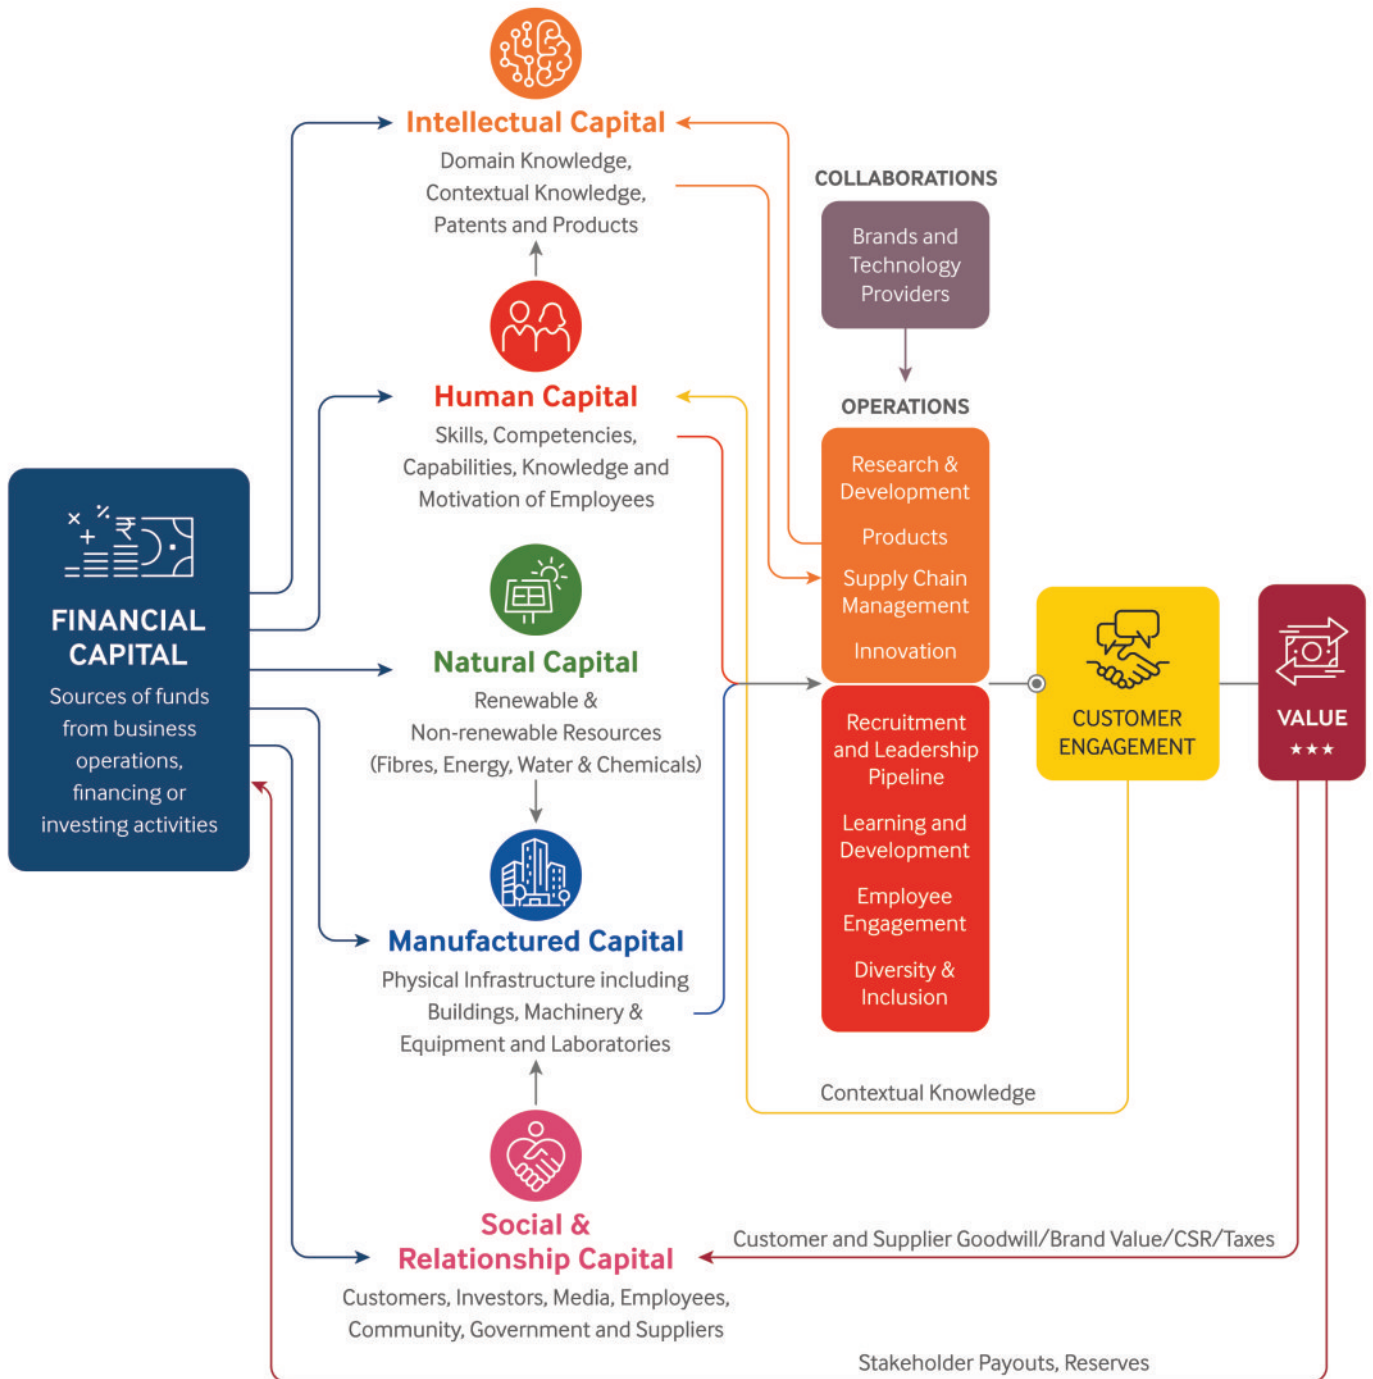 Intellectual Capital
Domain Knowledge,
Contextual Knowledge,
Patents and Products
COLLABORATIONS
Brands and
Technology
Providers
Human Capital
Skills, Competencies,
Capabilities, Knowledge and
Motivation of Employees
OPERATIONS
Research &
Development
Products
Supply Chain
Management
Innovation
Recruitment
and Leadership
Pipeline
Learning and
Development
Employee
Engagement
Diversity &
Inclusion
× % ₹
+
FINANCIAL
CAPITAL
Sources of funds
from business
operations,
financing or
investing activities
Natural Capital
Renewable &
Non-renewable Resources
(Fibres, Energy, Water & Chemicals)
CUSTOMER
ENGAGEMENT
VALUE
★★★
Manufactured Capital
Physical Infrastructure including
Buildings, Machinery &
Equipment and Laboratories
Contextual Knowledge
Social &
Relationship Capital
Customers, Investors, Media, Employees,
Community, Government and Suppliers
Customer and Supplier Goodwill/Brand Value/CSR/Taxes
Stakeholder Payouts, Reserves